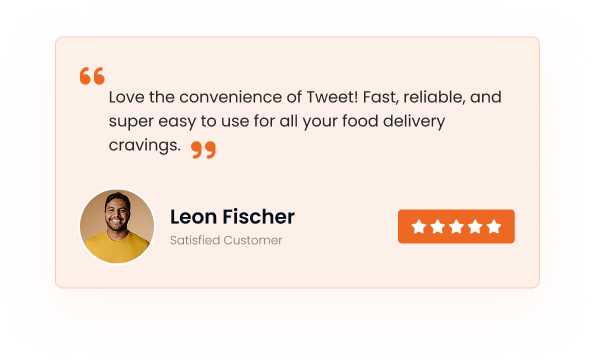 Love the convenience of Tweet! Fast, reliable, and
super easy to use for all your food delivery
cravings.
Leon Fischer
Satisfied Customer